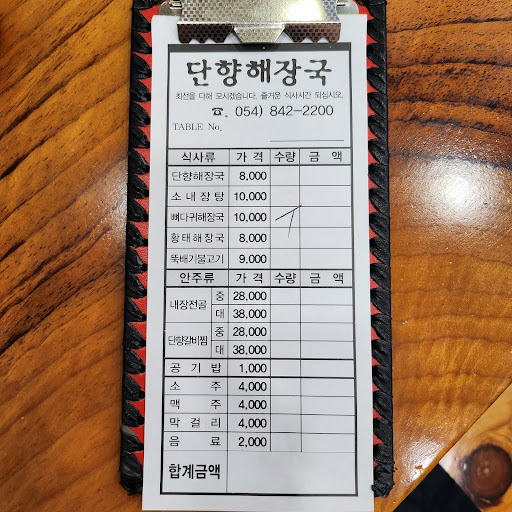 단향해장국
최선을 다해 모시겠습니다. 즐거운 식사시간 되십시오.
☎. 054) 842-2200
TABLE No.
식사류 가격 수량 금액
단향해장국 8,000
소내장탕 10,000
뼈다귀해장국 10,000
황태해장국 8,000
뚝배기불고기 9,000
안주류 가격 수량 금액
내장전골 중 28,000
대 38,000
단향갈비찜 중 28,000
대 38,000
공기밥 1,000
소주 4,000
맥주 4,000
막걸리 4,000
음료 2,000
합계금액